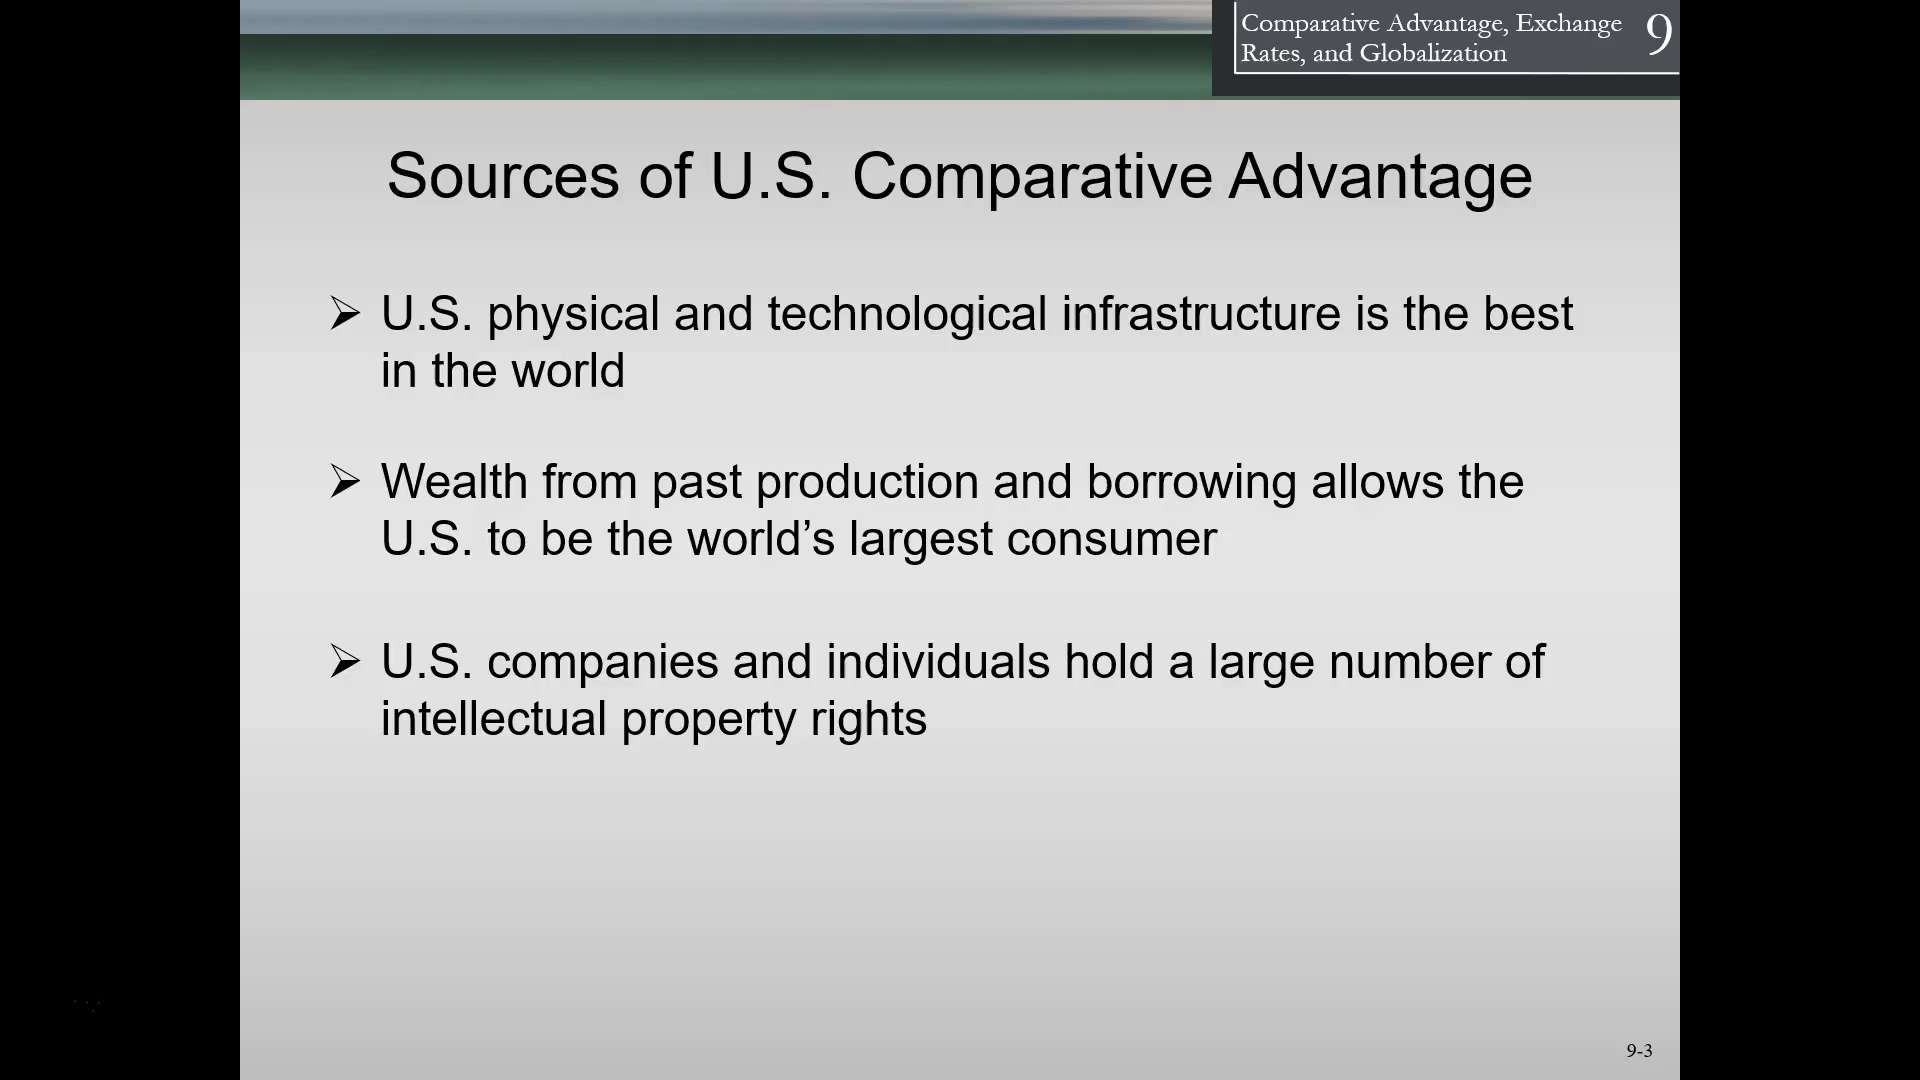 Comparative Advantage, Exchange
Rates, and Globalization
9
Sources of U.S. Comparative Advantage
➢ U.S. physical and technological infrastructure is the best
in the world
➢ Wealth from past production and borrowing allows the
U.S. to be the world’s largest consumer
➢ U.S. companies and individuals hold a large number of
intellectual property rights
9-3